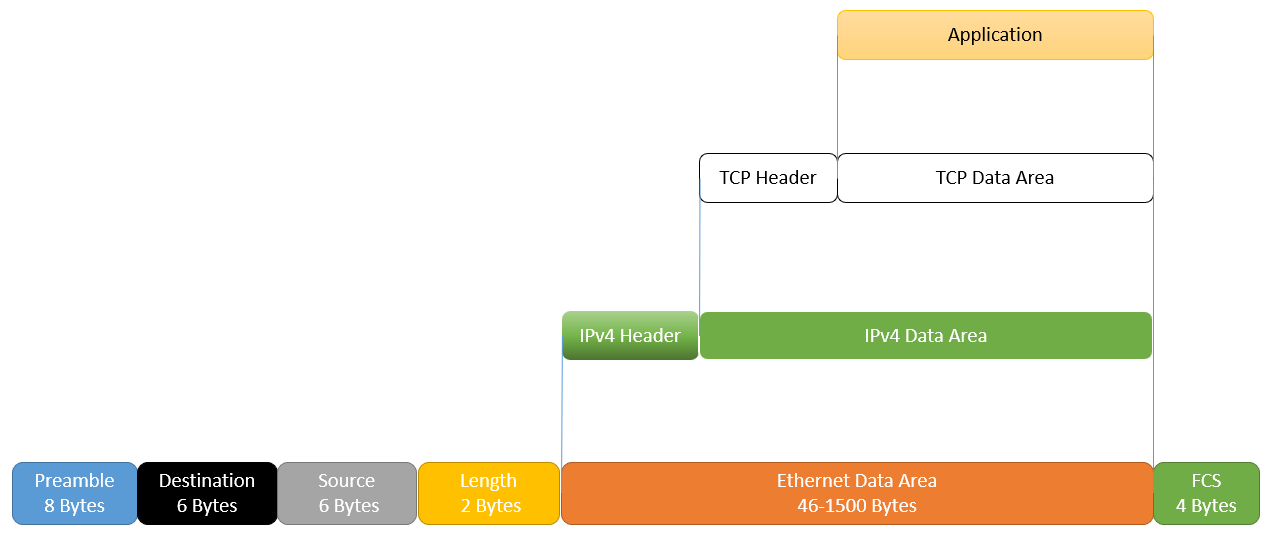 Application
TCP Header
TCP Data Area
IPv4 Header
IPv4 Data Area
Preamble
8 Bytes
Destination
6 Bytes
Source
6 Bytes
Length
2 Bytes
Ethernet Data Area
46-1500 Bytes
FCS
4 Bytes